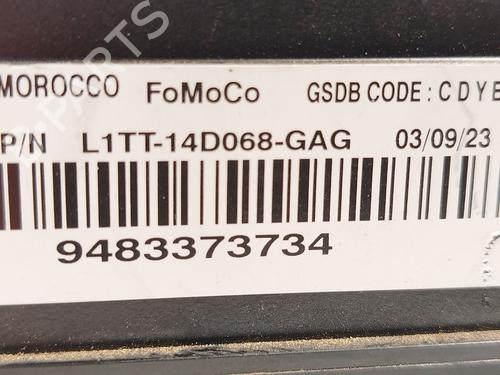 MOROCCO FoMoCo GSDB CODE : C D Y E
P/N L1TT-14D068-GAG 03/09/23
9483373734